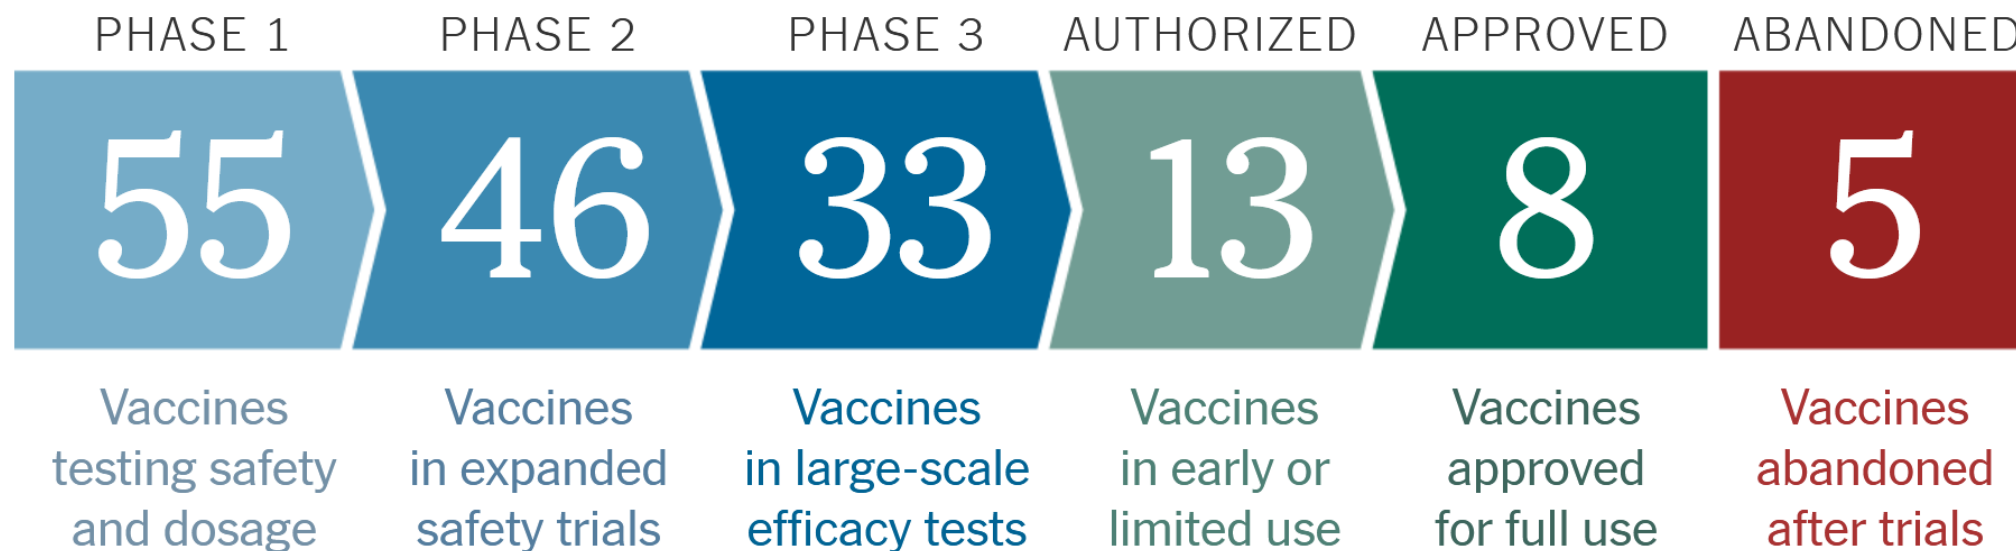 PHASE 1
PHASE 2
PHASE 3
AUTHORIZED
APPROVED
ABANDONED
55
46
33
13
8
5
Vaccines
testing safety
and dosage
Vaccines
in expanded
safety trials
Vaccines
in large-scale
efficacy tests
Vaccines
in early or
limited use
Vaccines
approved
for full use
Vaccines
abandoned
after trials